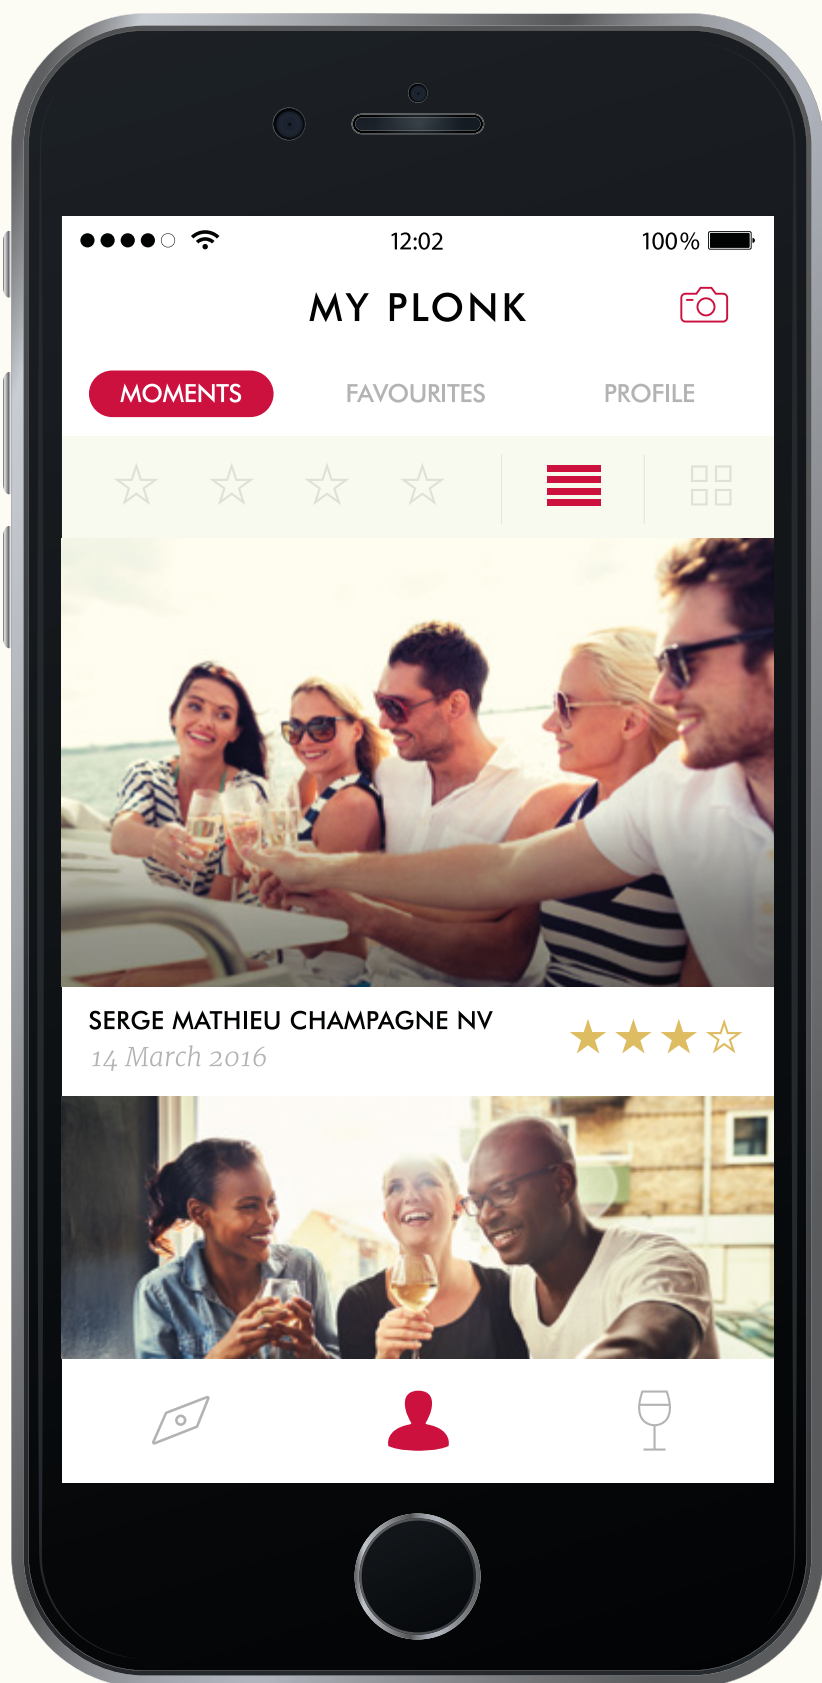 12:02
100%
MY PLONK
MOMENTS
FAVOURITES
PROFILE
SERGE MATHIEU CHAMPAGNE NV
14 March 2016